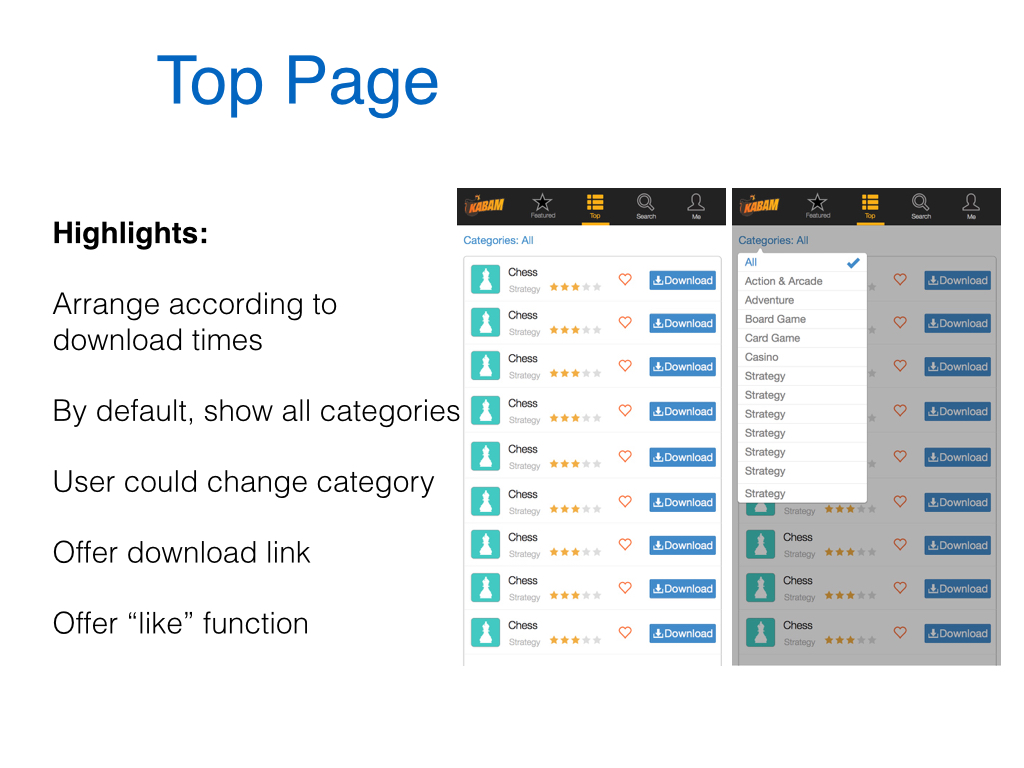 Top Page
Highlights:
Arrange according to
download times
By default, show all categories
User could change category
Offer download link
Offer “like” function
KABAM
Featured
Top
Search
Me
Categories: All
Chess
Strategy
Download
Chess
Strategy
Download
Chess
Strategy
Download
Chess
Strategy
Download
Chess
Strategy
Download
Chess
Strategy
Download
Chess
Strategy
Download
Chess
Strategy
Download
Chess
Strategy
Download
KABAM
Featured
Top
Search
Me
Categories: All
All
Action & Arcade
Adventure
Board Game
Card Game
Casino
Strategy
Strategy
Strategy
Strategy
Strategy
Strategy
Strategy
Download
Download
Download
Download
Download
Strategy
Download
Chess
Strategy
Download
Chess
Strategy
Download
Chess
Strategy
Download